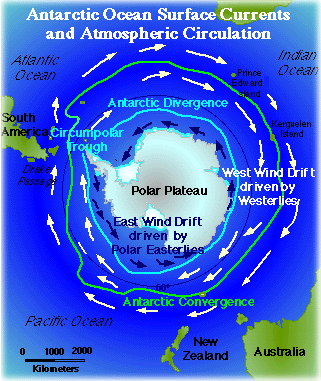 Antarctic Ocean Surface Currents
and Atmospheric Circulation
Atlantic
Ocean
Indian
Ocean
Prince
Edward
Island
Antarctic Divergence
South
America
Circumpolar
Trough
Kerguelen
Island
Drake
Passage
Polar Plateau
West Wind Drift
driven by
Westerlies
East Wind Drift
driven by
Polar Easterlies
60°
Antarctic Convergence
Pacific Ocean
New
Zealand
Australia
0 1000 2000
Kilometers